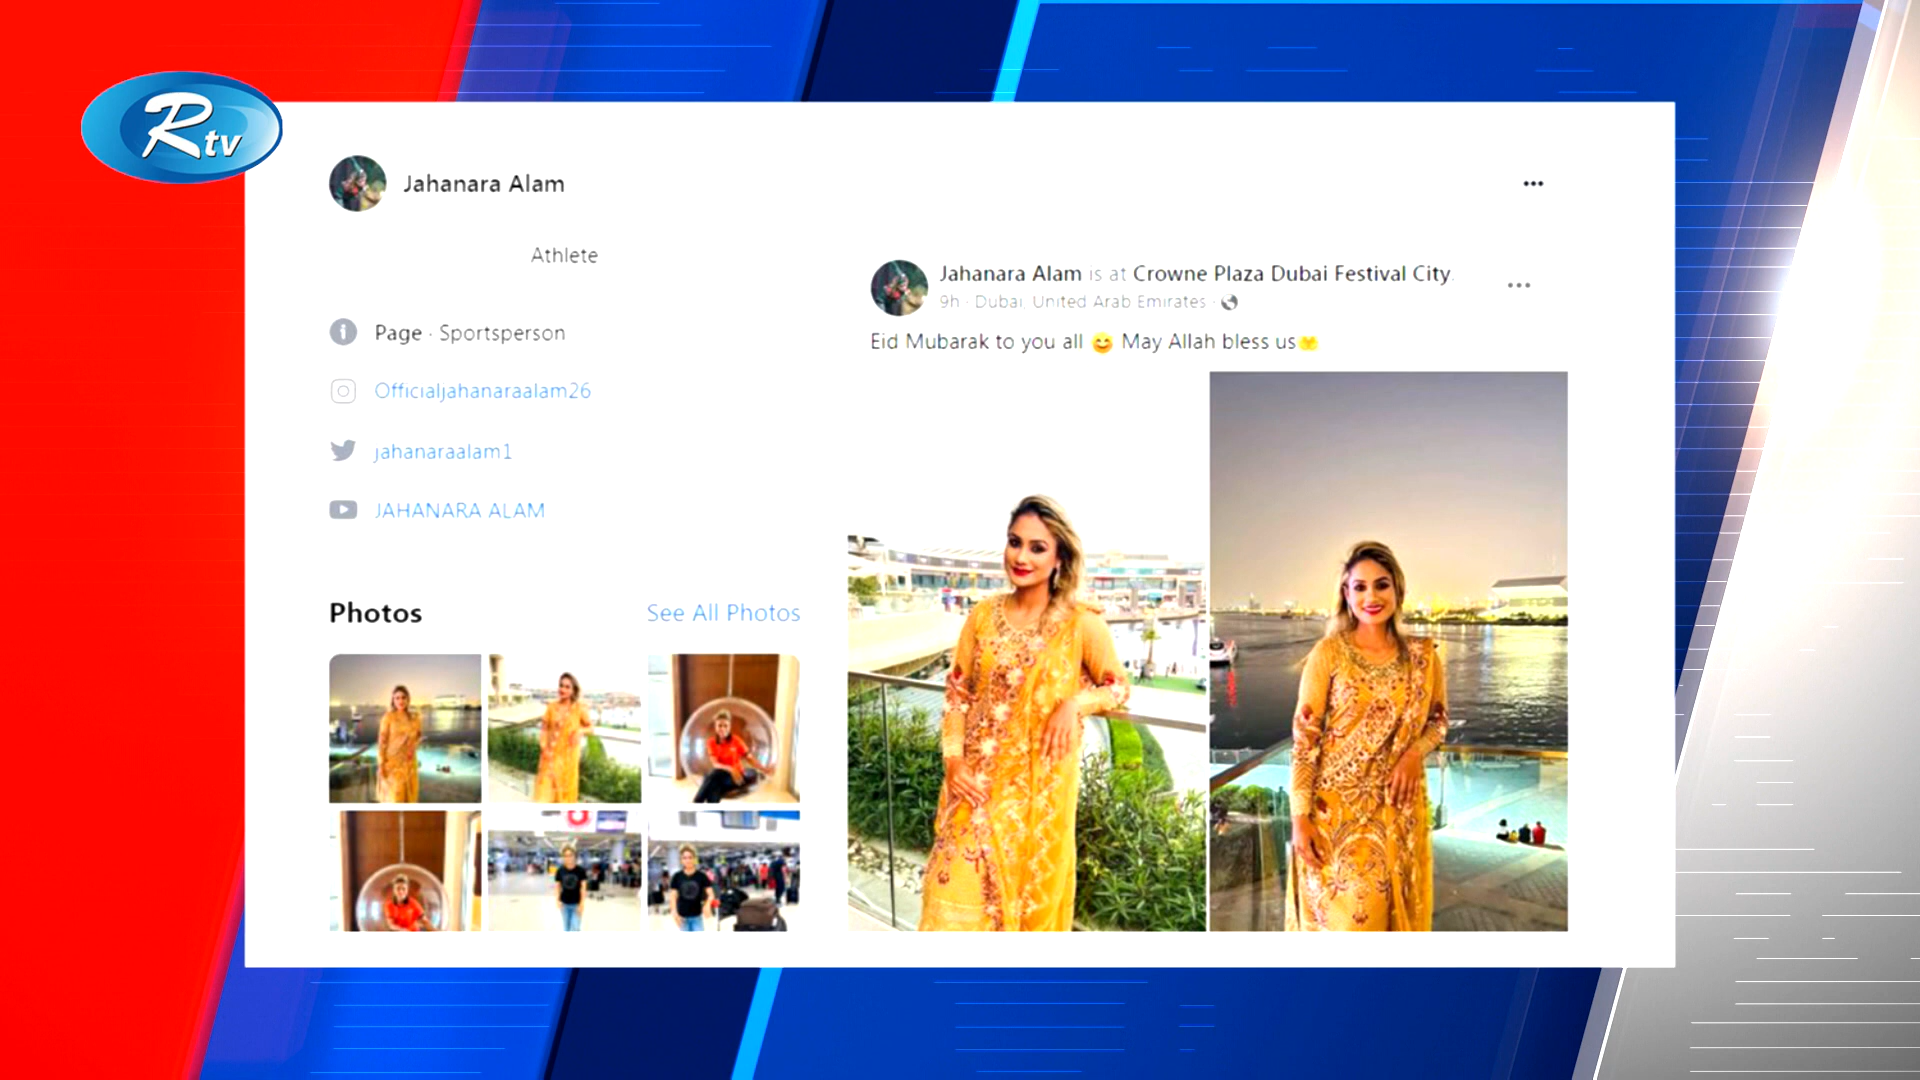 Rtv
Jahanara Alam
Athlete
Page · Sportsperson
Officialjahanaraalam26
jahanaraalam1
JAHANARA ALAM
Photos
See All Photos
Jahanara Alam is at Crowne Plaza Dubai Festival City.
9h · Dubai, United Arab Emirates ·
Eid Mubarak to you all 😊 May Allah bless us🤲